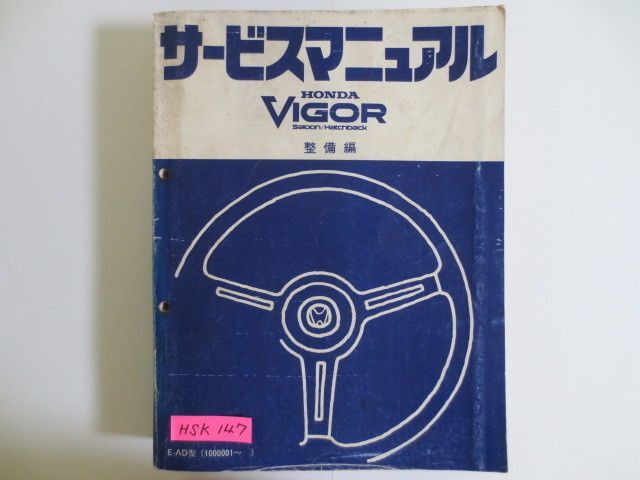 サービスマニュアル
HONDA
VIGOR
Saloon/Hatchback
整備編
HSK 147
E-AD型 (1000001〜　)